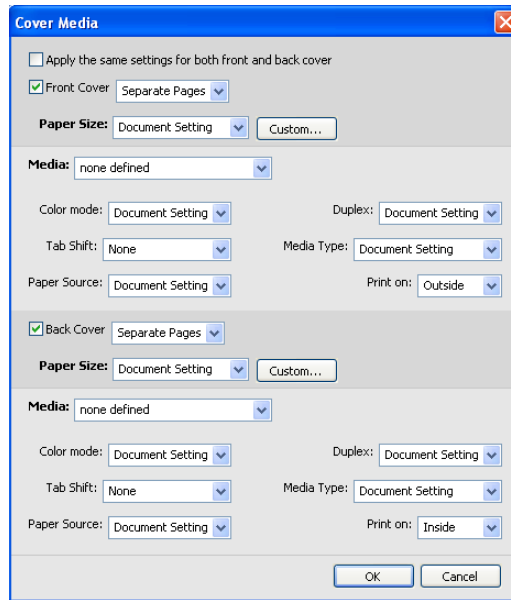 Cover Media
Apply the same settings for both front and back cover
Front Cover Separate Pages
Paper Size: Document Setting Custom...
Media: none defined
Color mode: Document Setting Duplex: Document Setting
Tab Shift: None Media Type: Document Setting
Paper Source: Document Setting Print on: Outside
Back Cover Separate Pages
Paper Size: Document Setting Custom...
Media: none defined
Color mode: Document Setting Duplex: Document Setting
Tab Shift: None Media Type: Document Setting
Paper Source: Document Setting Print on: Inside
OK Cancel